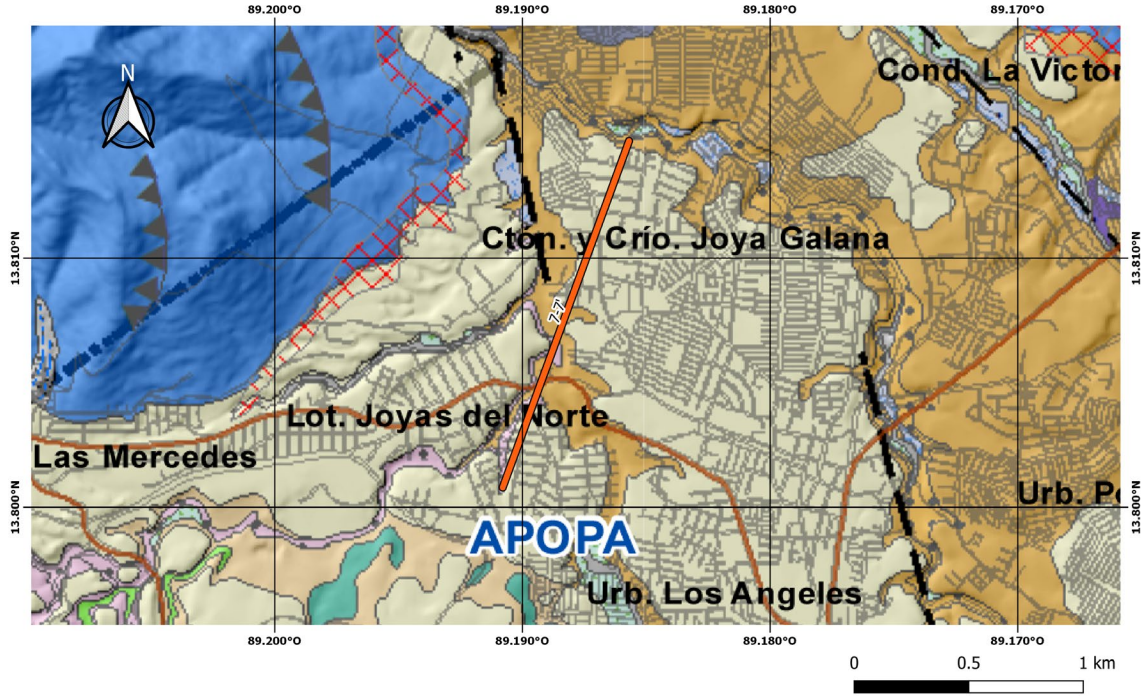 89.200°O 89.190°O 89.180°O 89.170°O
N
Cond. La Victor
13.810°N
Cton. y Crío. Joya Galana
13.810°N
7-7'
Lot. Joyas del Norte
Las Mercedes
Urb. Po
13.800°N
13.800°N
APOPA
Urb. Los Angeles
89.200°O 89.190°O 89.180°O 89.170°O
0 0.5 1 km